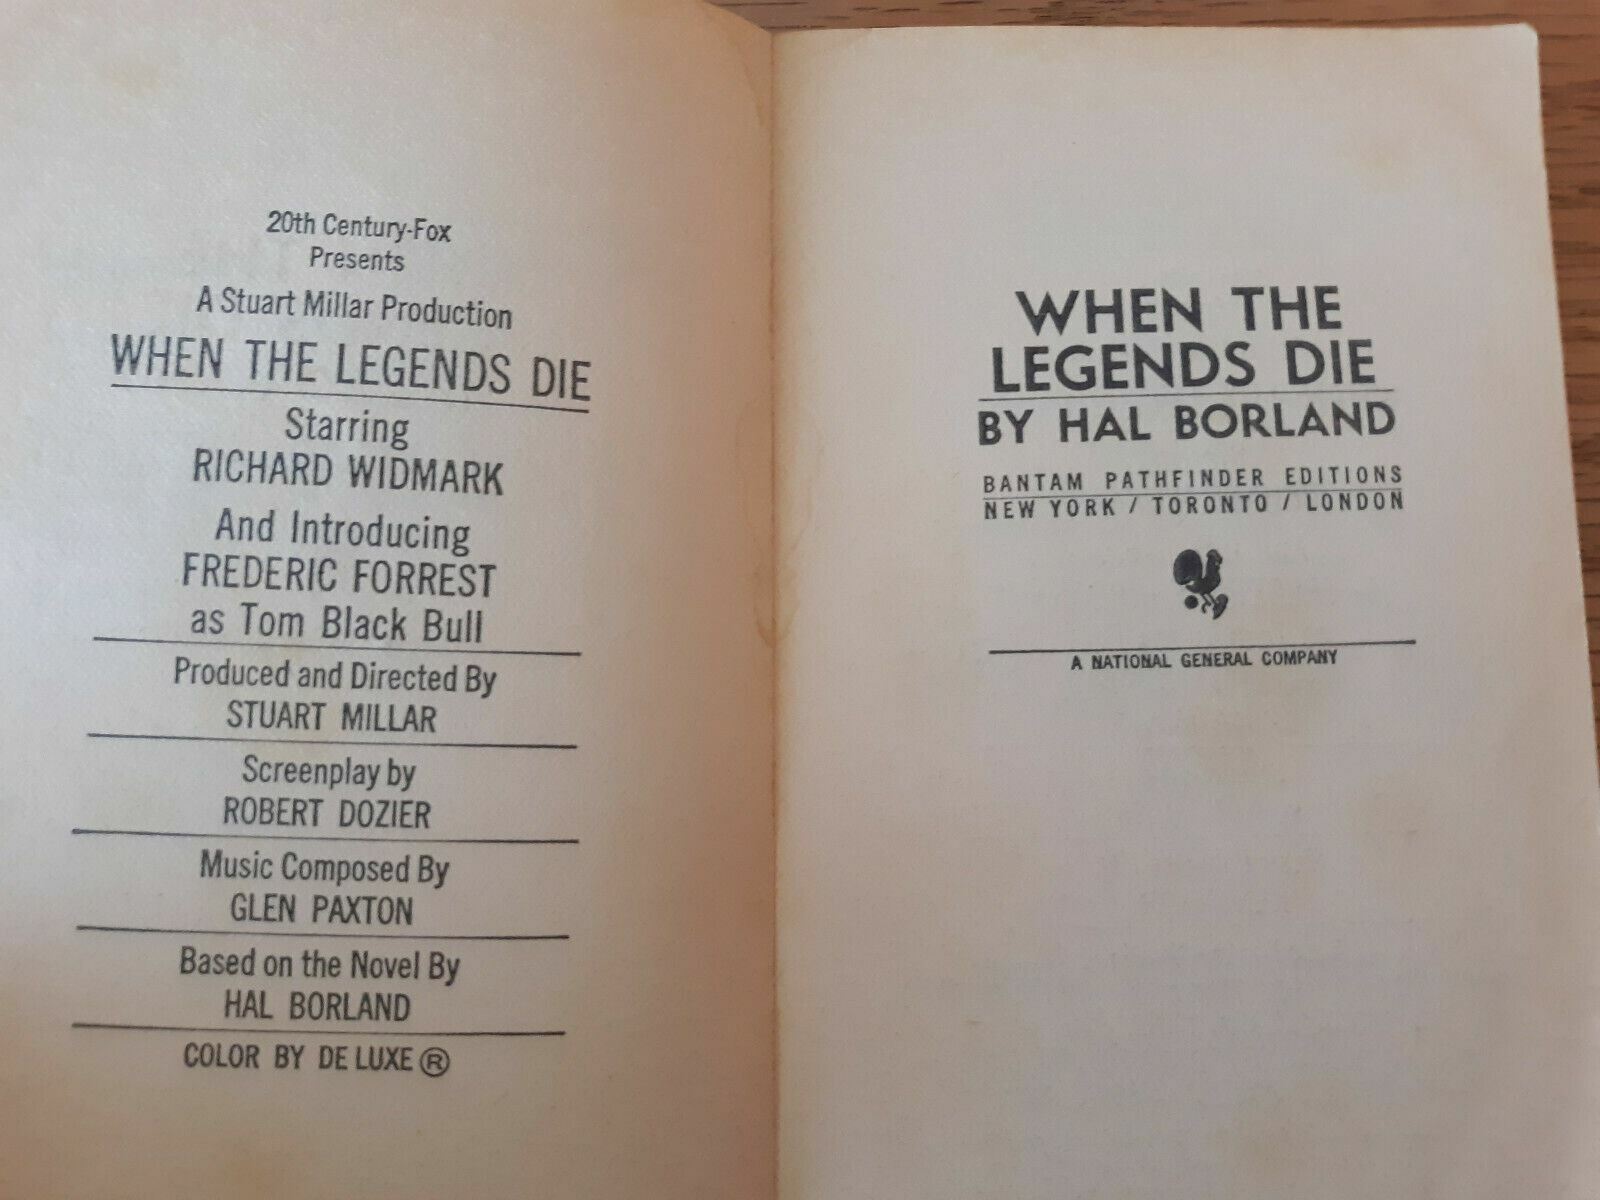 20th Century-Fox
Presents
A Stuart Millar Production
WHEN THE LEGENDS DIE
Starring
RICHARD WIDMARK
And Introducing
FREDERIC FORREST
as Tom Black Bull
Produced and Directed By
STUART MILLAR
Screenplay by
ROBERT DOZIER
Music Composed By
GLEN PAXTON
Based on the Novel By
HAL BORLAND
COLOR BY DE LUXE®
WHEN THE
LEGENDS DIE
BY HAL BORLAND
BANTAM PATHFINDER EDITIONS
NEW YORK / TORONTO / LONDON
A NATIONAL GENERAL COMPANY